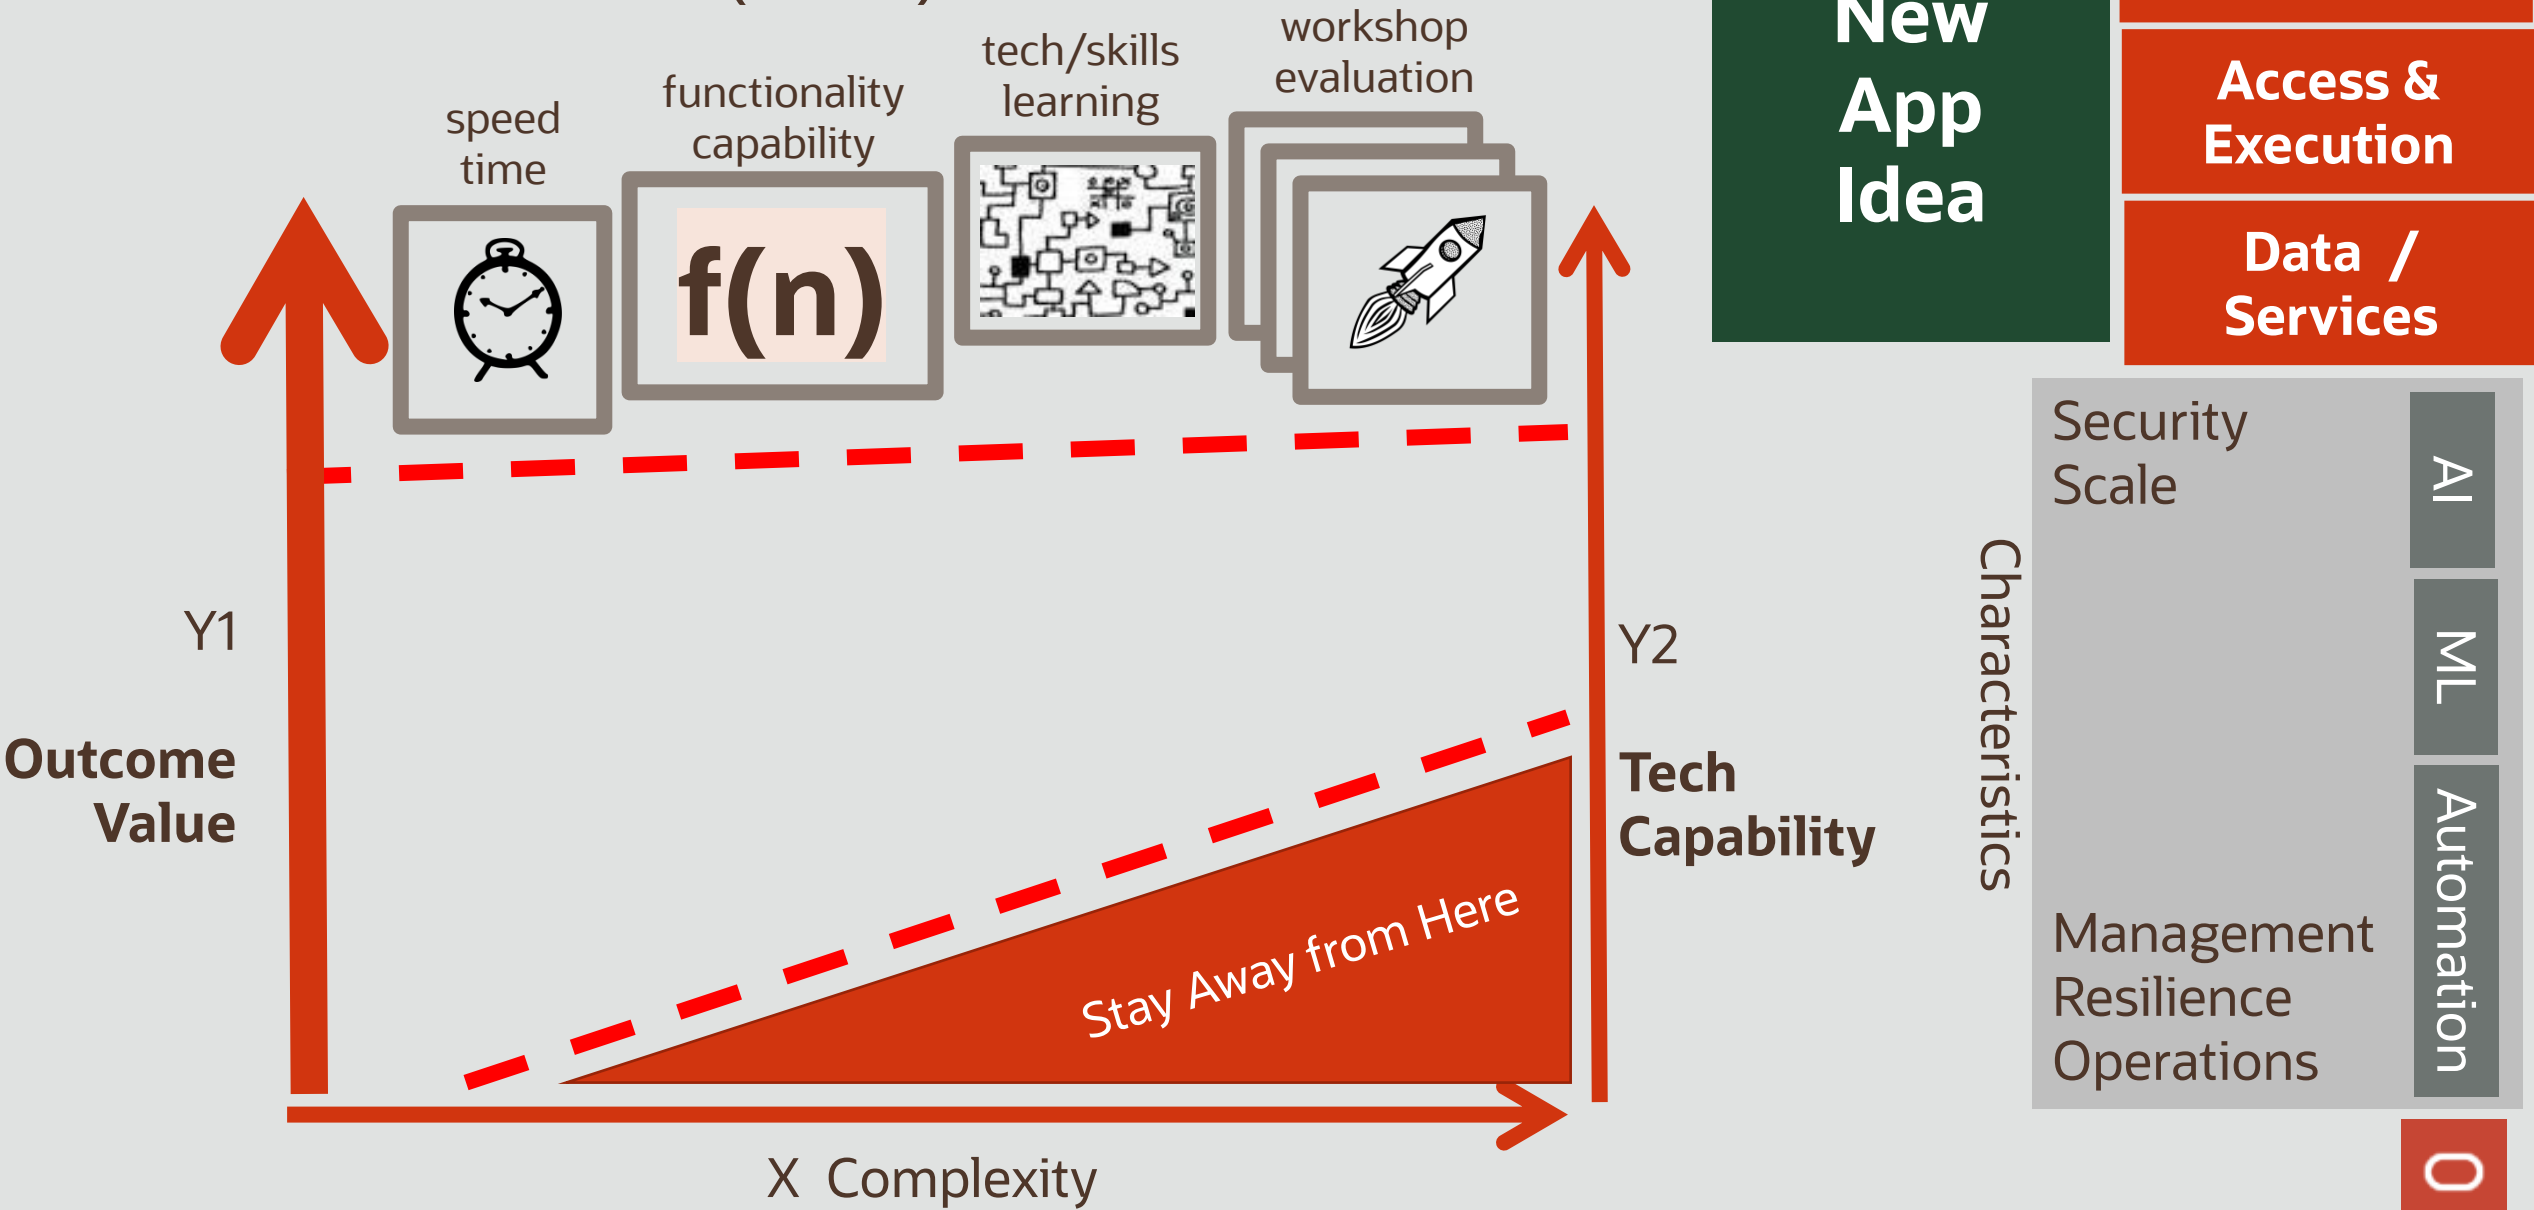 speed
time
functionality
capability
f(n)
tech/skills
learning
workshop
evaluation
New
App
Idea
Access &
Execution
Data /
Services
Y1
Outcome
Value
Y2
Tech
Capability
Stay Away from Here
X Complexity
Characteristics
Security
Scale
Management
Resilience
Operations
AI
ML
Automation